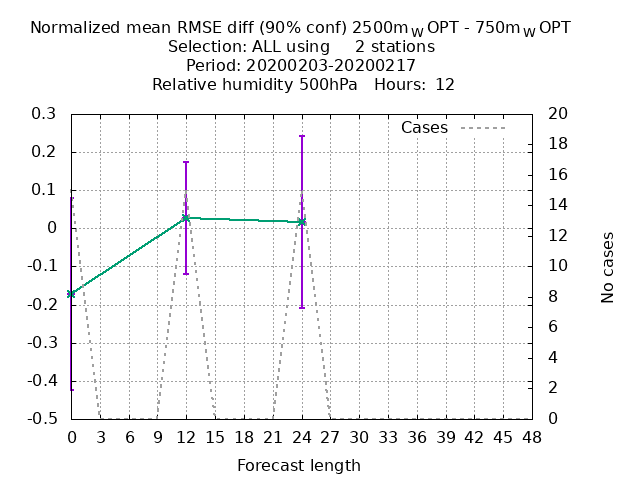 Normalized mean RMSE diff (90% conf) 2500m W OPT - 750m W OPT
Selection: ALL using 2 stations
Period: 20200203-20200217
Relative humidity 500hPa Hours: 12
Cases
0.3
0.2
0.1
0
-0.1
-0.2
-0.3
-0.4
-0.5
20
18
16
14
12
10
8
6
4
2
0
No cases
0 3 6 9 12 15 18 21 24 27 30 33 36 39 42 45 48
Forecast length